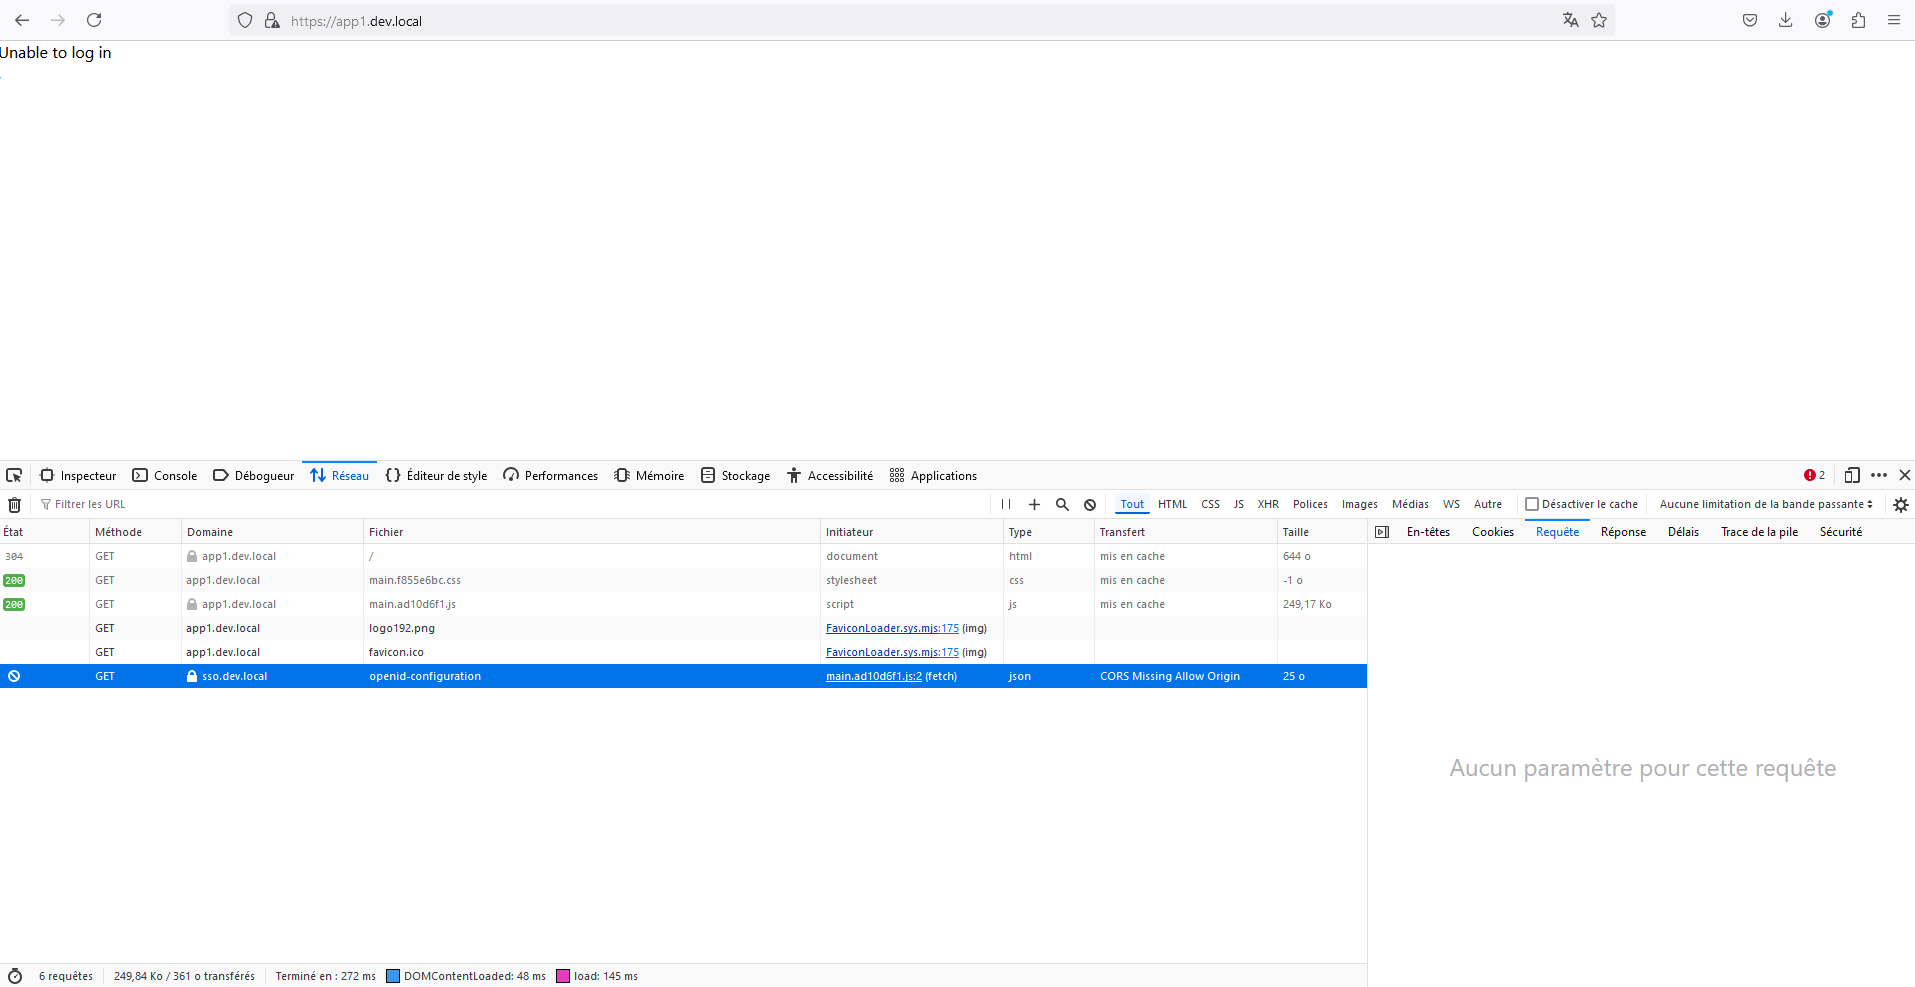 https://app1.dev.local
Unable to log in
Inspecteur Console Débogueur Réseau Éditeur de style Performances Mémoire Stockage Accessibilité Applications 2
Filtrer les URL Tout HTML CSS JS XHR Polices Images Médias WS Autre Désactiver le cache Aucune limitation de la bande passante
État Méthode Domaine Fichier Initiateur Type Transfert Taille En-têtes Cookies Requête Réponse Délais Trace de la pile Sécurité
304 GET app1.dev.local / document html mis en cache 644 o
200 GET app1.dev.local main.f855e6bc.css stylesheet css mis en cache -1 o
200 GET app1.dev.local main.ad10d6f1.js script js mis en cache 249,17 Ko
GET app1.dev.local logo192.png FaviconLoader.sys.mjs:175 (img)
GET app1.dev.local favicon.ico FaviconLoader.sys.mjs:175 (img)
GET sso.dev.local openid-configuration main.ad10d6f1.js:2 (fetch) json CORS Missing Allow Origin 25 o
Aucun paramètre pour cette requête
6 requêtes 249,84 Ko / 361 o transférés Terminé en : 272 ms DOMContentLoaded: 48 ms load: 145 ms